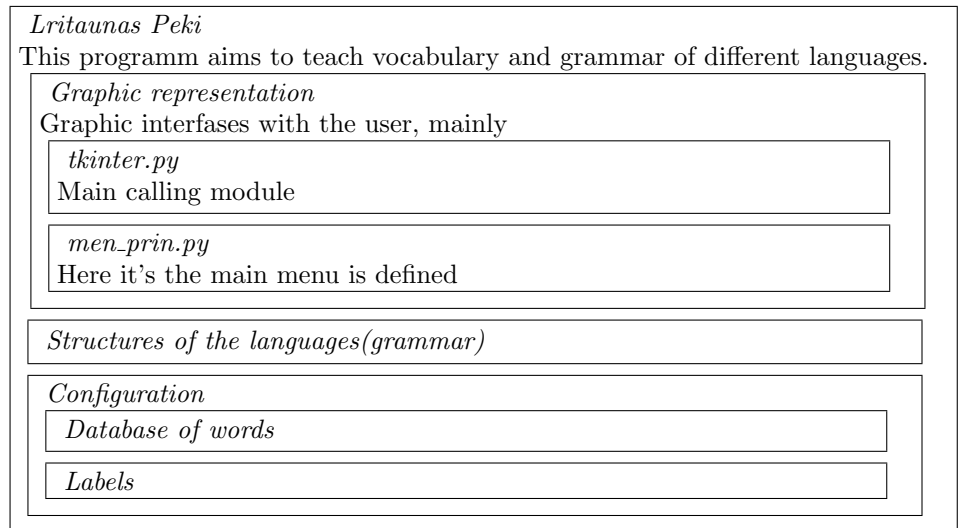 Lritaunas Peki
This programm aims to teach vocabulary and grammar of different languages.
Graphic representation
Graphic interfases with the user, mainly
tkinter.py
Main calling module
men_prin.py
Here it's the main menu is defined
Structures of the languages(grammar)
Configuration
Database of words
Labels